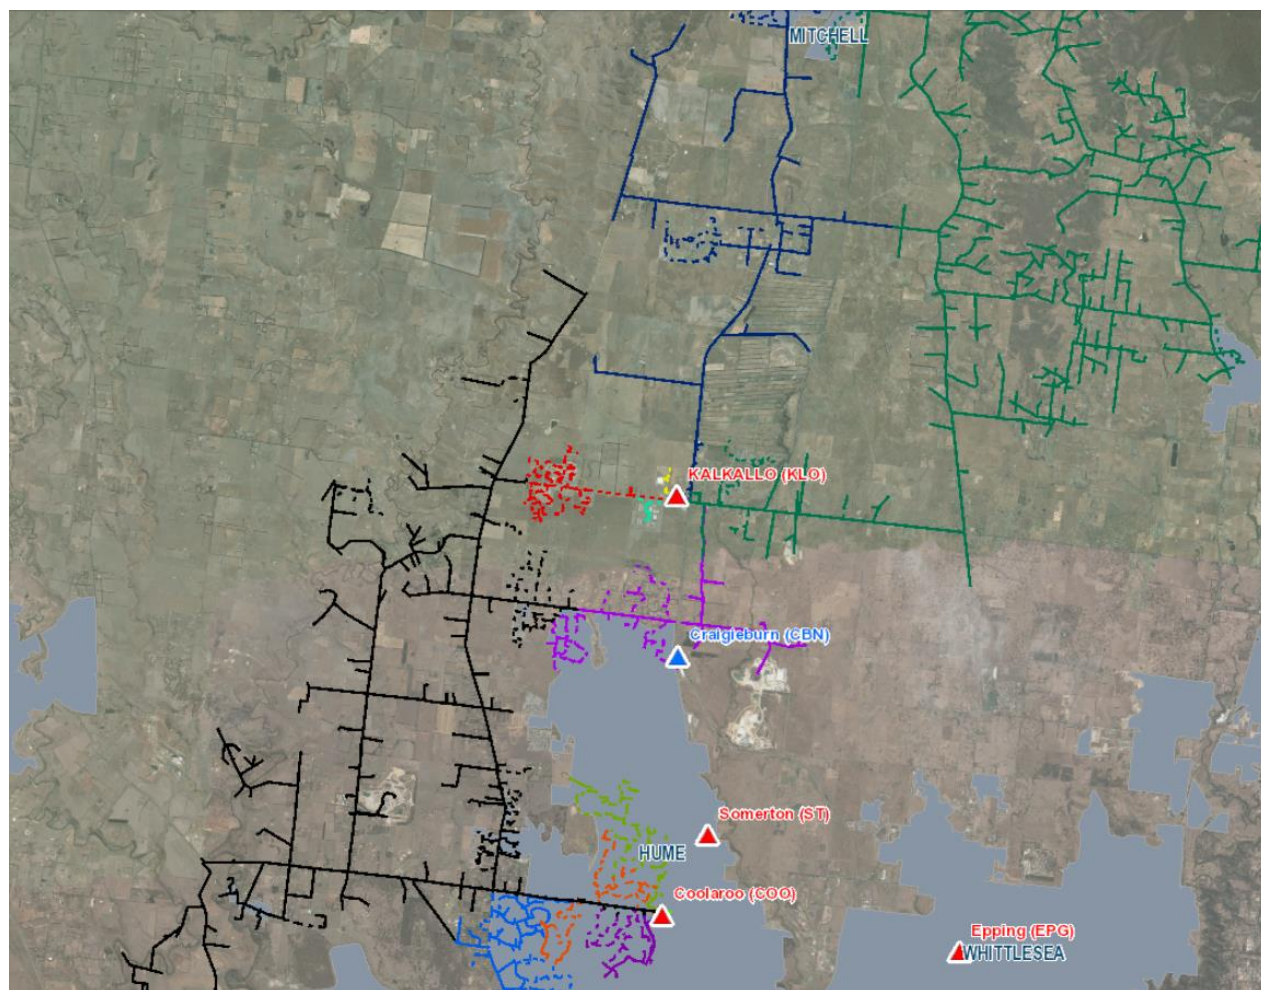 MITCHELL
KALKALLO (KLO)
Craigieburn (CBN)
Somerton (ST)
HUME
Coolaroo (COO)
Epping (EPG)
WHITTLESEA